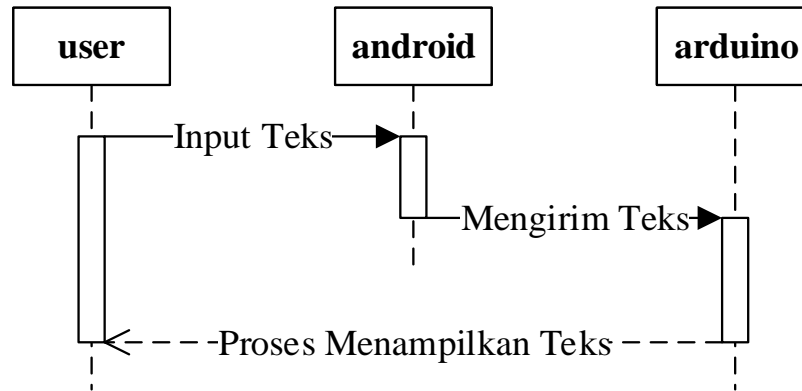 user
android
arduino
Input Teks
Mengirim Teks
Proses Menampilkan Teks